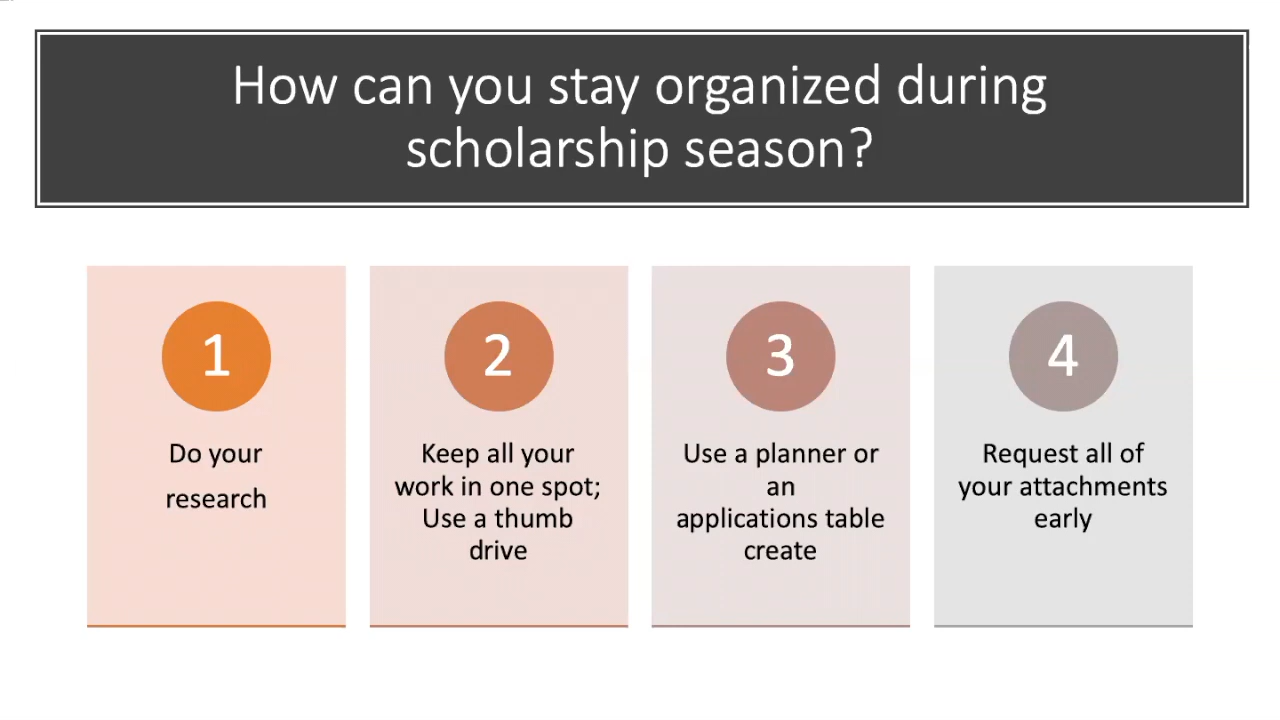 How can you stay organized during
scholarship season?
1
Do your
research
2
Keep all your
work in one spot;
Use a thumb
drive
3
Use a planner or
an
applications table
create
4
Request all of
your attachments
early